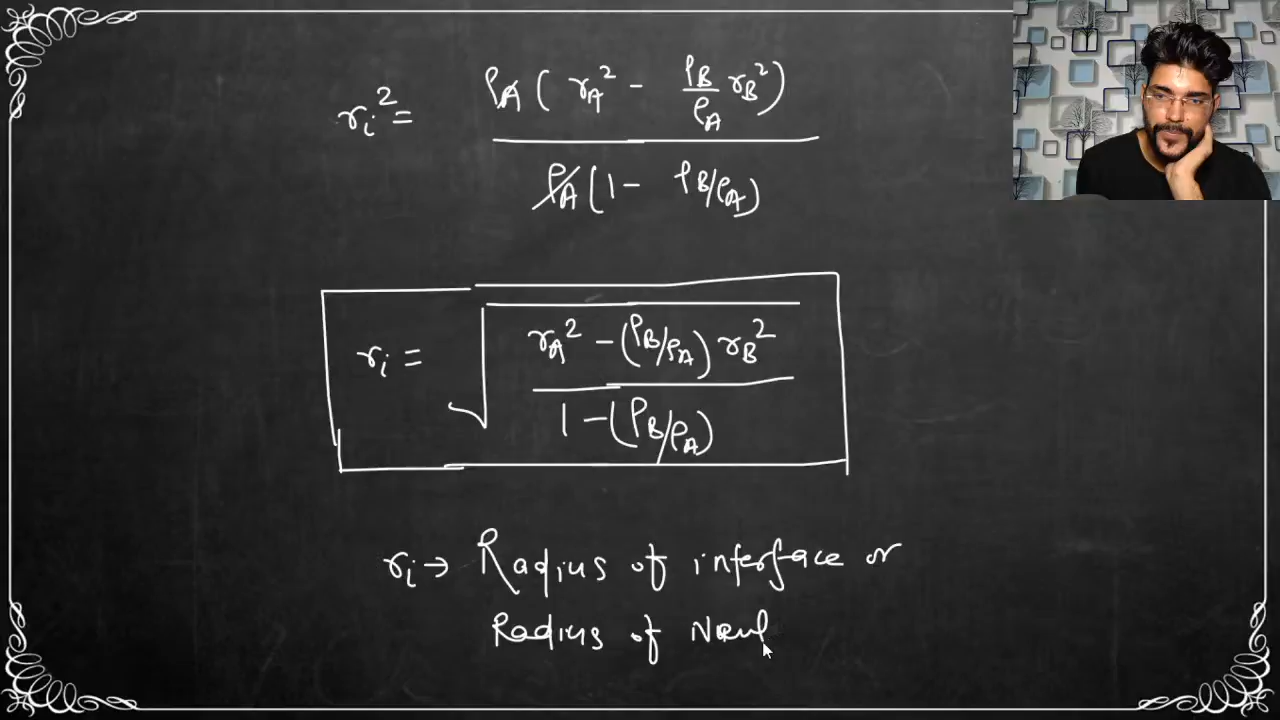 rᵢ² = ρA ( rA² - ρB/ρA rB² ) / ρA (1 - ρB/ρA)
rᵢ = √( rA² - (ρB/ρA) rB² / 1 - (ρB/ρA) )
rᵢ → Radius of interface or
Radius of